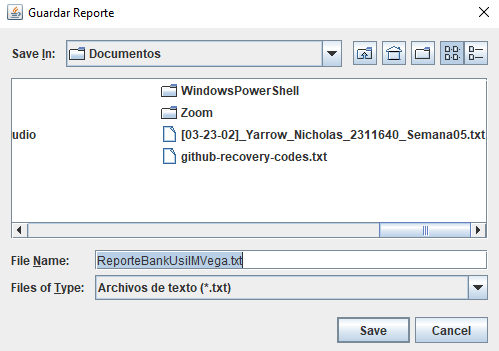 Guardar Reporte
Save In: Documentos
WindowsPowerShell
Zoom
udio [03-23-02]_Yarrow_Nicholas_2311640_Semana05.txt
github-recovery-codes.txt
File Name: ReporteBankUsilMVega.txt
Files of Type: Archivos de texto (*.txt)
Save Cancel